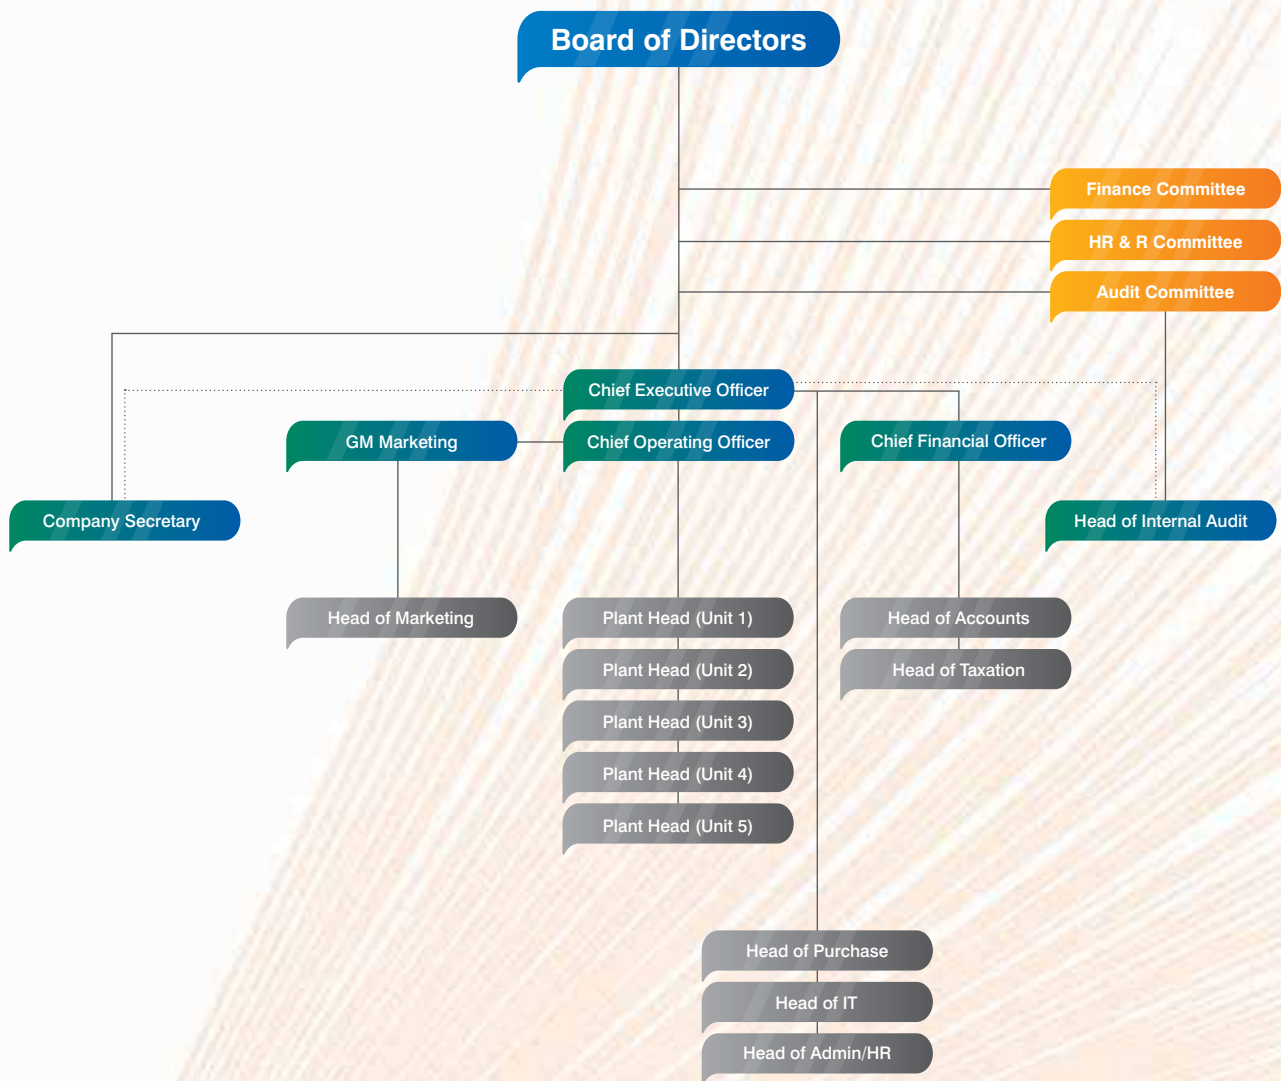 Board of Directors
Finance Committee
HR & R Committee
Audit Committee
Chief Executive Officer
GM Marketing
Chief Operating Officer
Chief Financial Officer
Company Secretary
Head of Internal Audit
Head of Marketing
Plant Head (Unit 1)
Head of Accounts
Plant Head (Unit 2)
Head of Taxation
Plant Head (Unit 3)
Plant Head (Unit 4)
Plant Head (Unit 5)
Head of Purchase
Head of IT
Head of Admin/HR